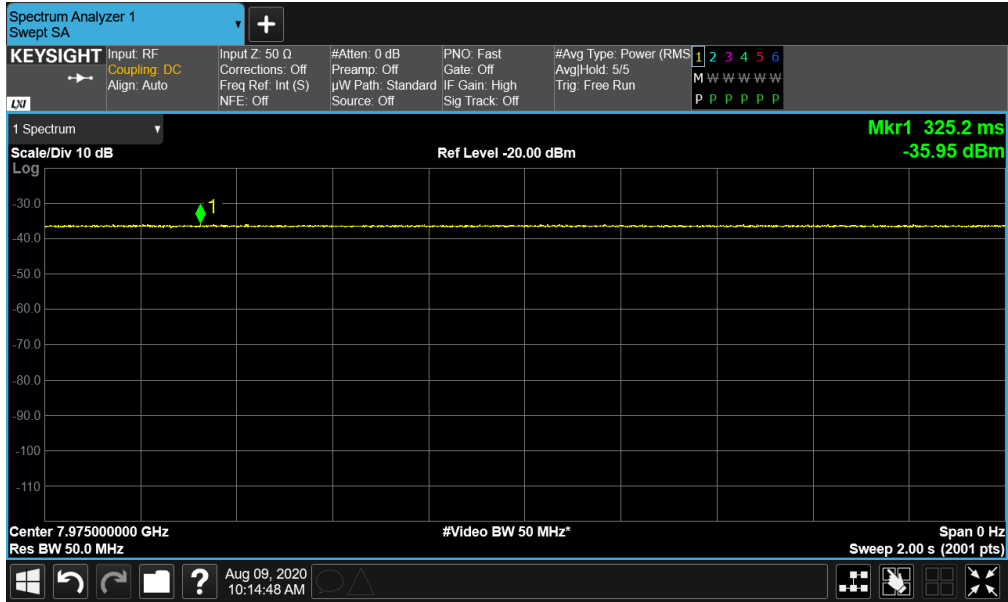 Spectrum Analyzer 1
Swept SA
+
KEYSIGHT
LXI
Input: RF
Coupling: DC
Align: Auto
Input Z: 50 Ω
Corrections: Off
Freq Ref: Int (S)
NFE: Off
#Atten: 0 dB
Preamp: Off
µW Path: Standard
Source: Off
PNO: Fast
Gate: Off
IF Gain: High
Sig Track: Off
#Avg Type: Power (RMS
Avg|Hold: 5/5
Trig: Free Run
1 2 3 4 5 6
M W W W W W
P P P P P P
1 Spectrum
Scale/Div 10 dB
Ref Level -20.00 dBm
Mkr1 325.2 ms
-35.95 dBm
Log
1
-30.0
-40.0
-50.0
-60.0
-70.0
-80.0
-90.0
-100
-110
Center 7.975000000 GHz
#Video BW 50 MHz*
Span 0 Hz
Res BW 50.0 MHz
Sweep 2.00 s (2001 pts)
?
Aug 09, 2020
10:14:48 AM